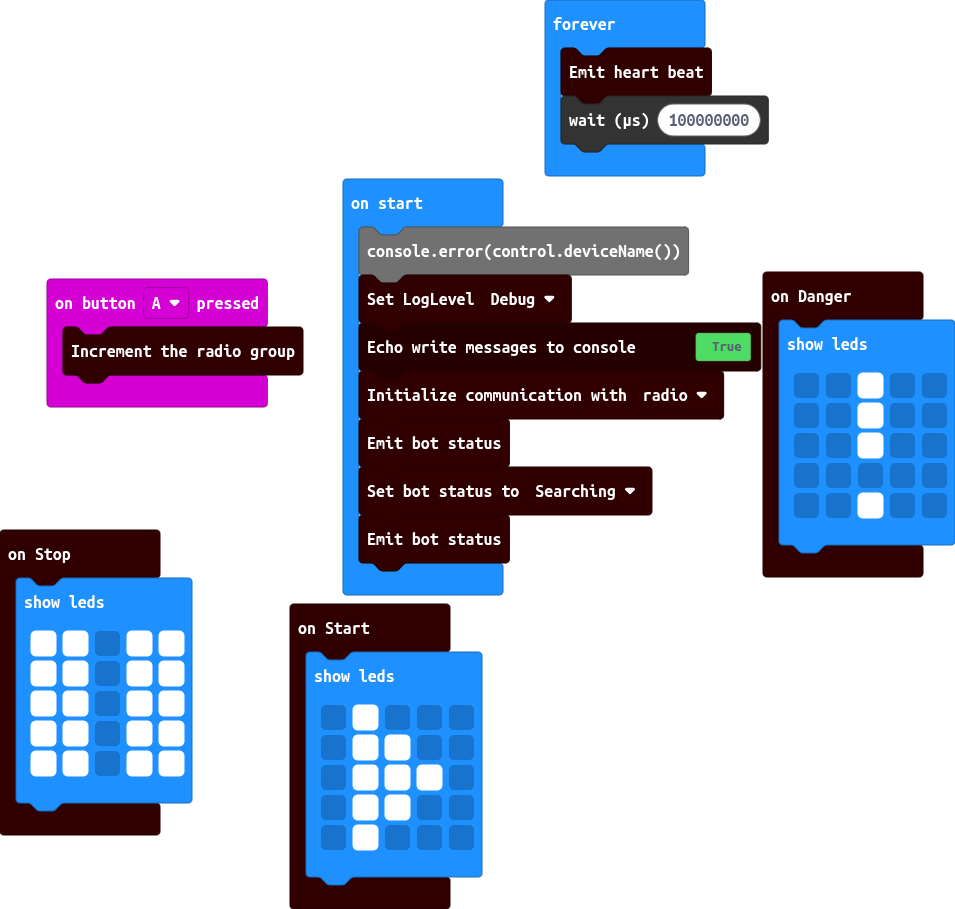 forever
Emit heart beat
wait (µs) 100000000
on start
console.error(control.deviceName())
Set LogLevel Debug
Echo write messages to console True
Initialize communication with radio
Emit bot status
Set bot status to Searching
Emit bot status
on button A pressed
Increment the radio group
on Danger
show leds
on Stop
show leds
on Start
show leds